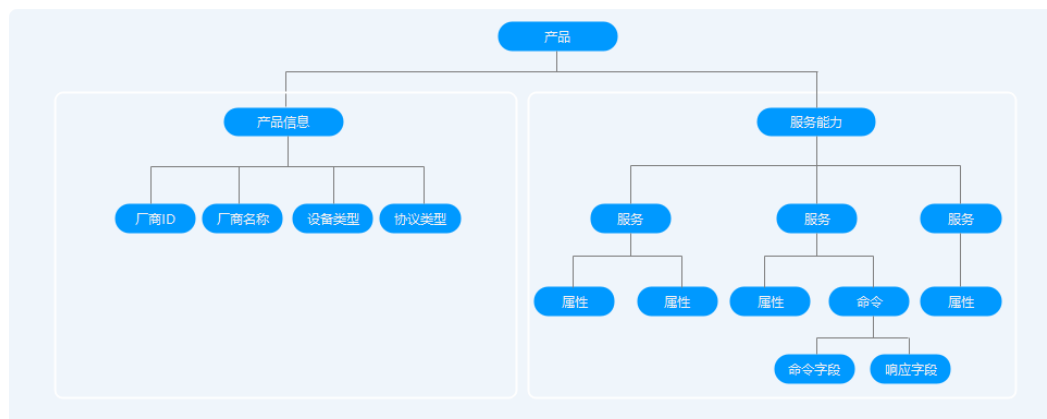 产品
产品信息
服务能力
厂商ID
厂商名称
设备类型
协议类型
服务
服务
服务
属性
属性
属性
命令
属性
命令字段
响应字段